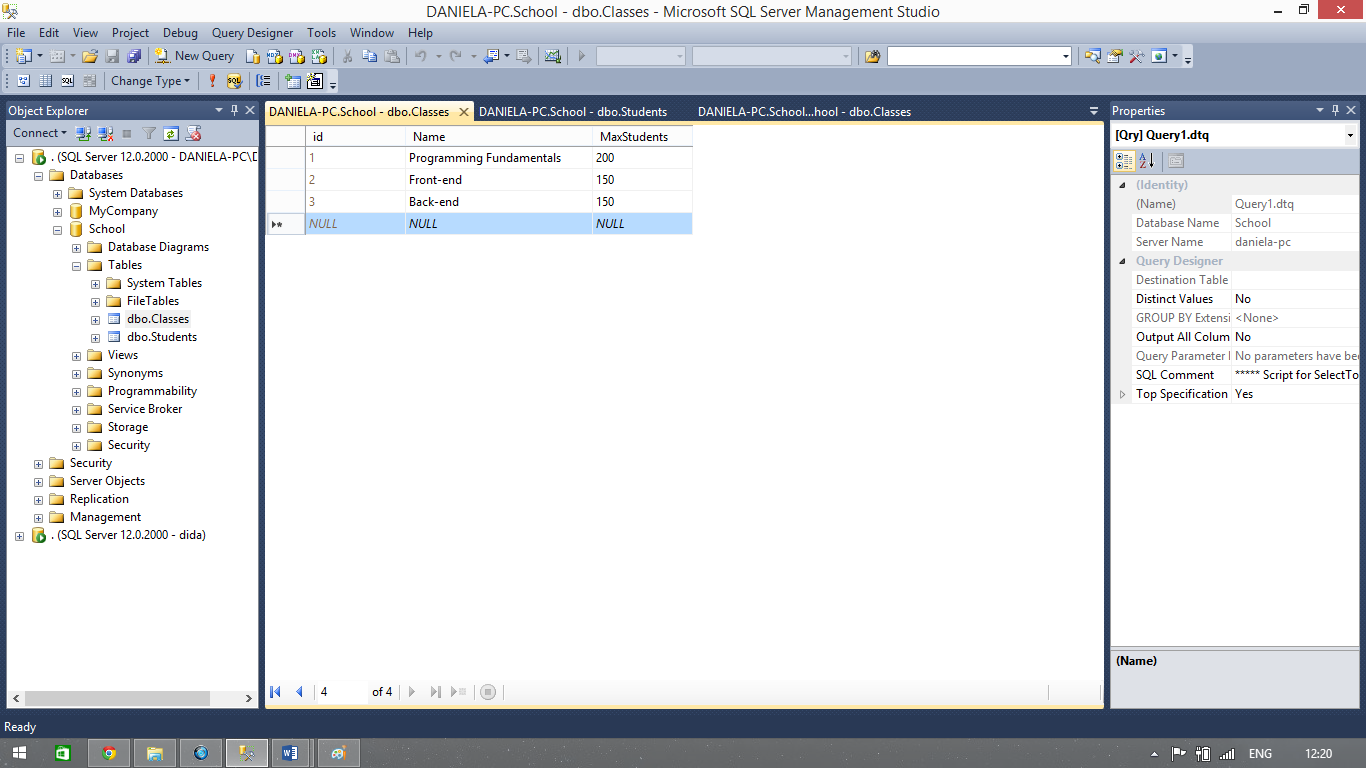 DANIELA-PC.School - dbo.Classes - Microsoft SQL Server Management Studio
File Edit View Project Debug Query Designer Tools Window Help
New Query
Change Type
Object Explorer
Connect
. (SQL Server 12.0.2000 - DANIELA-PC\D
Databases
System Databases
MyCompany
School
Database Diagrams
Tables
System Tables
FileTables
dbo.Classes
dbo.Students
Views
Synonyms
Programmability
Service Broker
Storage
Security
Security
Server Objects
Replication
Management
. (SQL Server 12.0.2000 - dida)
DANIELA-PC.School - dbo.Classes DANIELA-PC.School - dbo.Students DANIELA-PC.School...hool - dbo.Classes
id Name MaxStudents
1 Programming Fundamentals 200
2 Front-end 150
3 Back-end 150
NULL NULL NULL
4 of 4
Properties
[Qry] Query1.dtq
(Identity)
(Name) Query1.dtq
Database Name School
Server Name daniela-pc
Query Designer
Destination Table
Distinct Values No
GROUP BY Extensi <None>
Output All Colum No
Query Parameter No parameters have bee
SQL Comment ***** Script for SelectTo
Top Specification Yes
(Name)
Ready
ENG 12:20